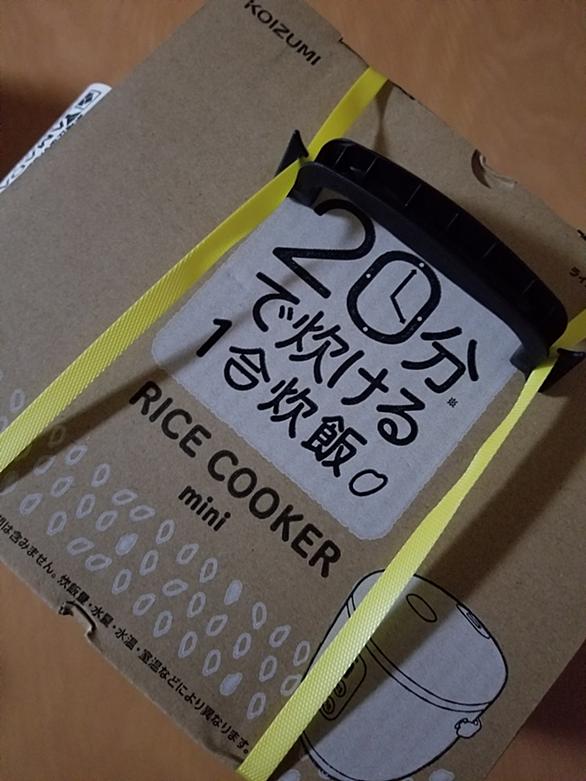 KOIZUMI
20分
で炊ける※
1合炊飯
RICE COOKER
mini
間は含みません。炊飯量・水量・水温・室温などにより異なります。